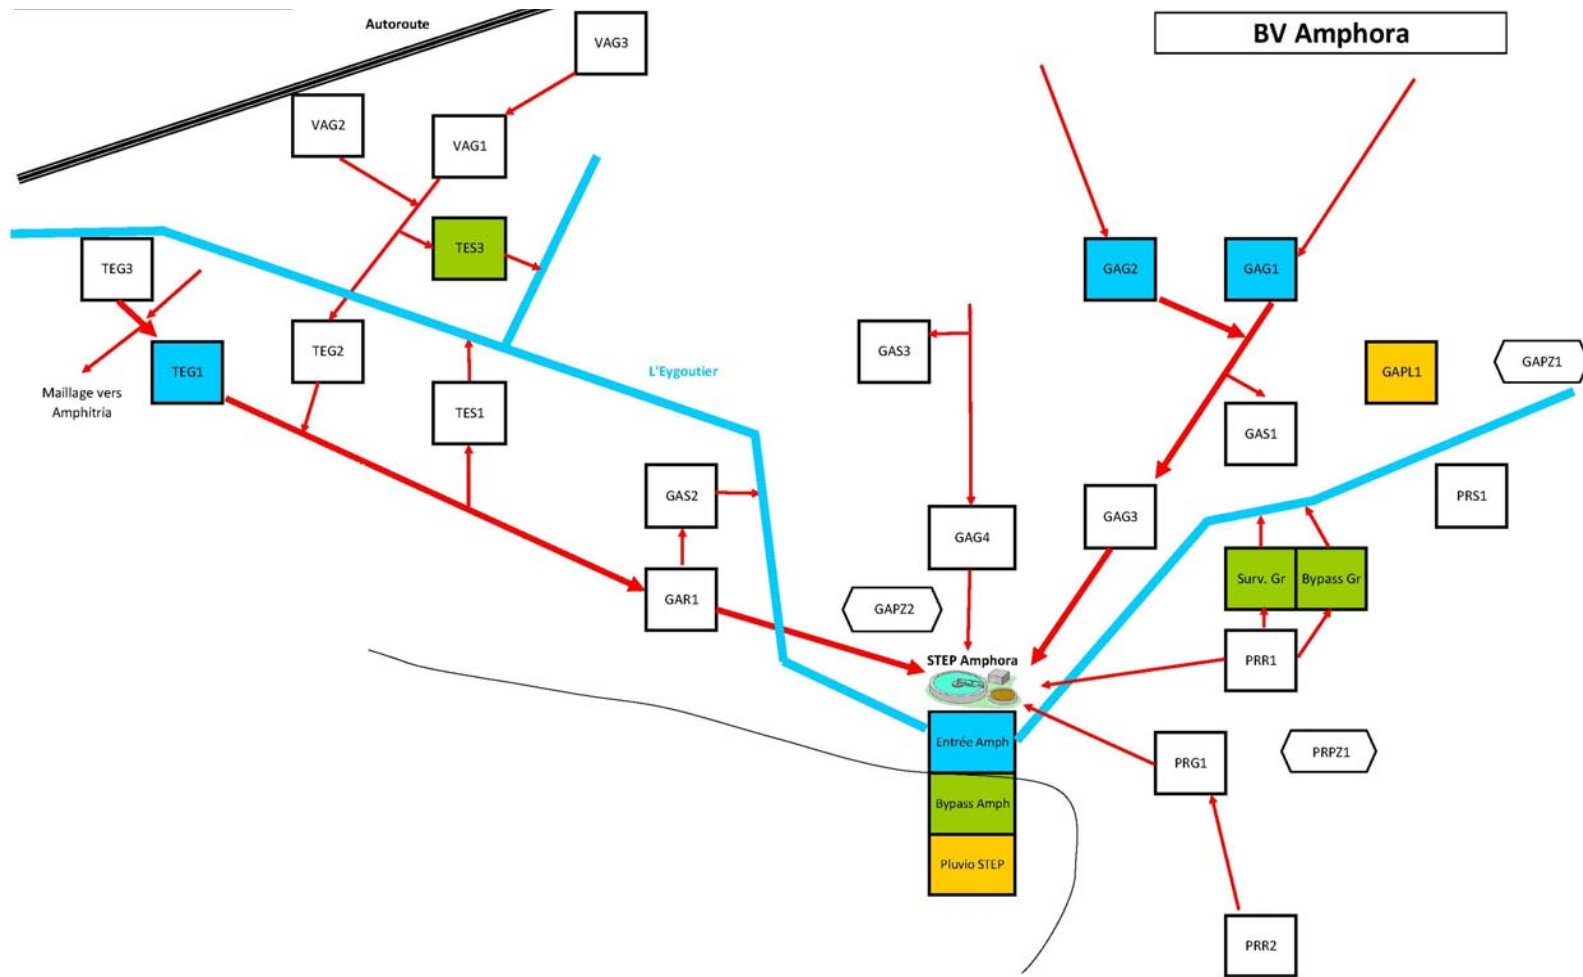 Autoroute
VAG3
BV Amphora
VAG2
VAG1
TES3
TEG3
GAG2
GAG1
TEG2
GAS3
GAPL1
GAPZ1
TEG1
L'Eygoutier
Maillage vers
Amphitria
TES1
GAS1
GAS2
PRS1
GAG3
GAG4
Surv. Gr
Bypass Gr
GAR1
GAPZ2
STEP Amphora
PRR1
Entrée Amph
PRG1
PRPZ1
Bypass Amph
Pluvio STEP
PRR2